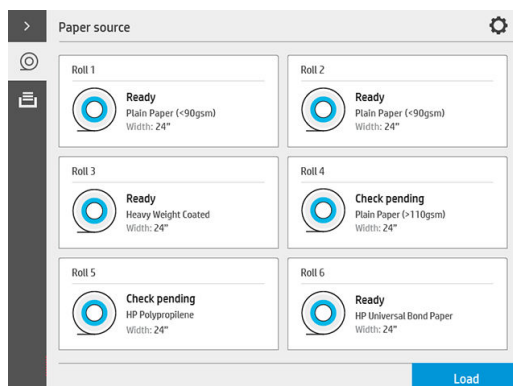 Paper source
Roll 1
Ready
Plain Paper (<90gsm)
Width: 24"
Roll 2
Ready
Plain Paper (<90gsm)
Width: 24"
Roll 3
Ready
Heavy Weight Coated
Width: 24"
Roll 4
Check pending
Plain Paper (>110gsm)
Width: 24"
Roll 5
Check pending
HP Polypropilene
Width: 24"
Roll 6
Ready
HP Universal Bond Paper
Width: 24"
Load